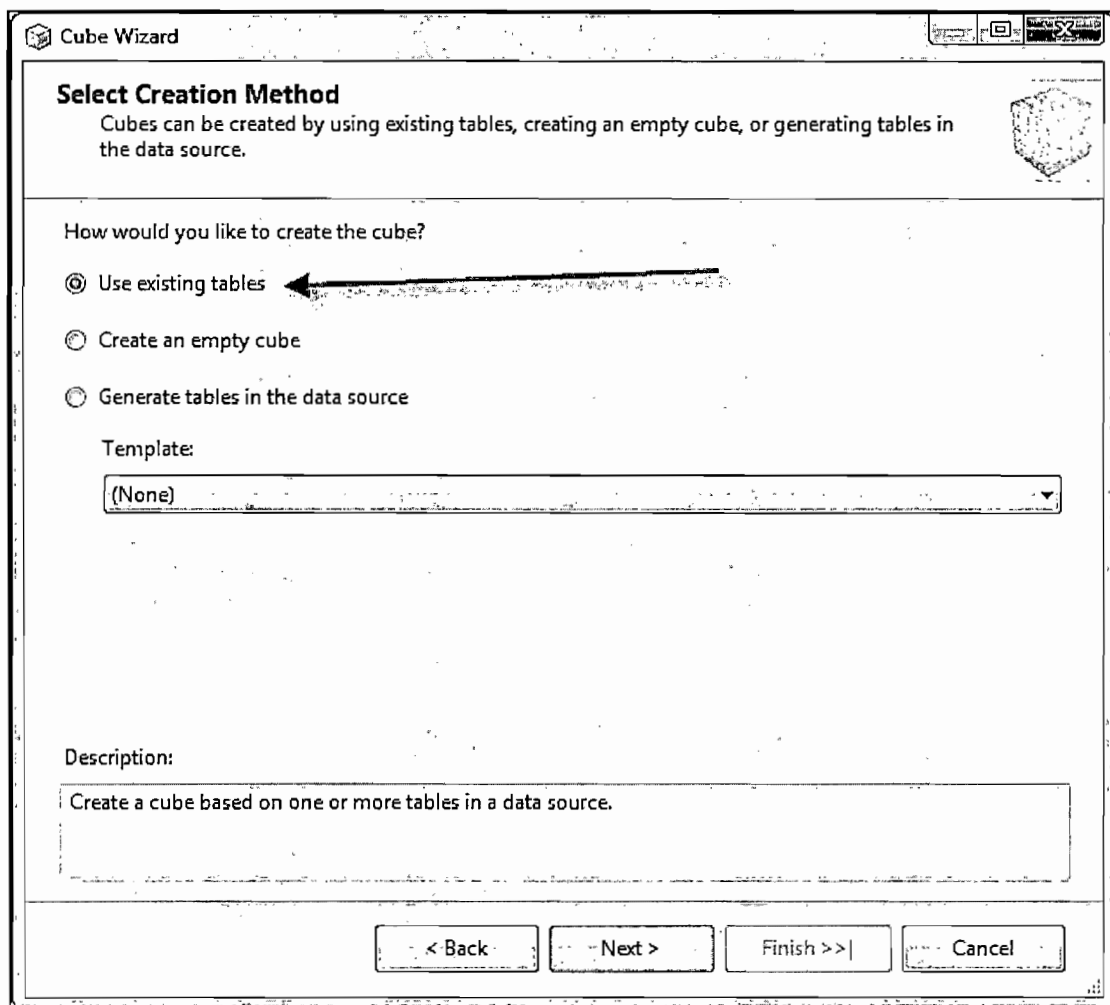 Cube Wizard
Select Creation Method
Cubes can be created by using existing tables, creating an empty cube, or generating tables in
the data source.
How would you like to create the cube?
Use existing tables
Create an empty cube
Generate tables in the data source
Template:
(None)
Description:
Create a cube based on one or more tables in a data source.
< Back
Next >
Finish >>|
Cancel